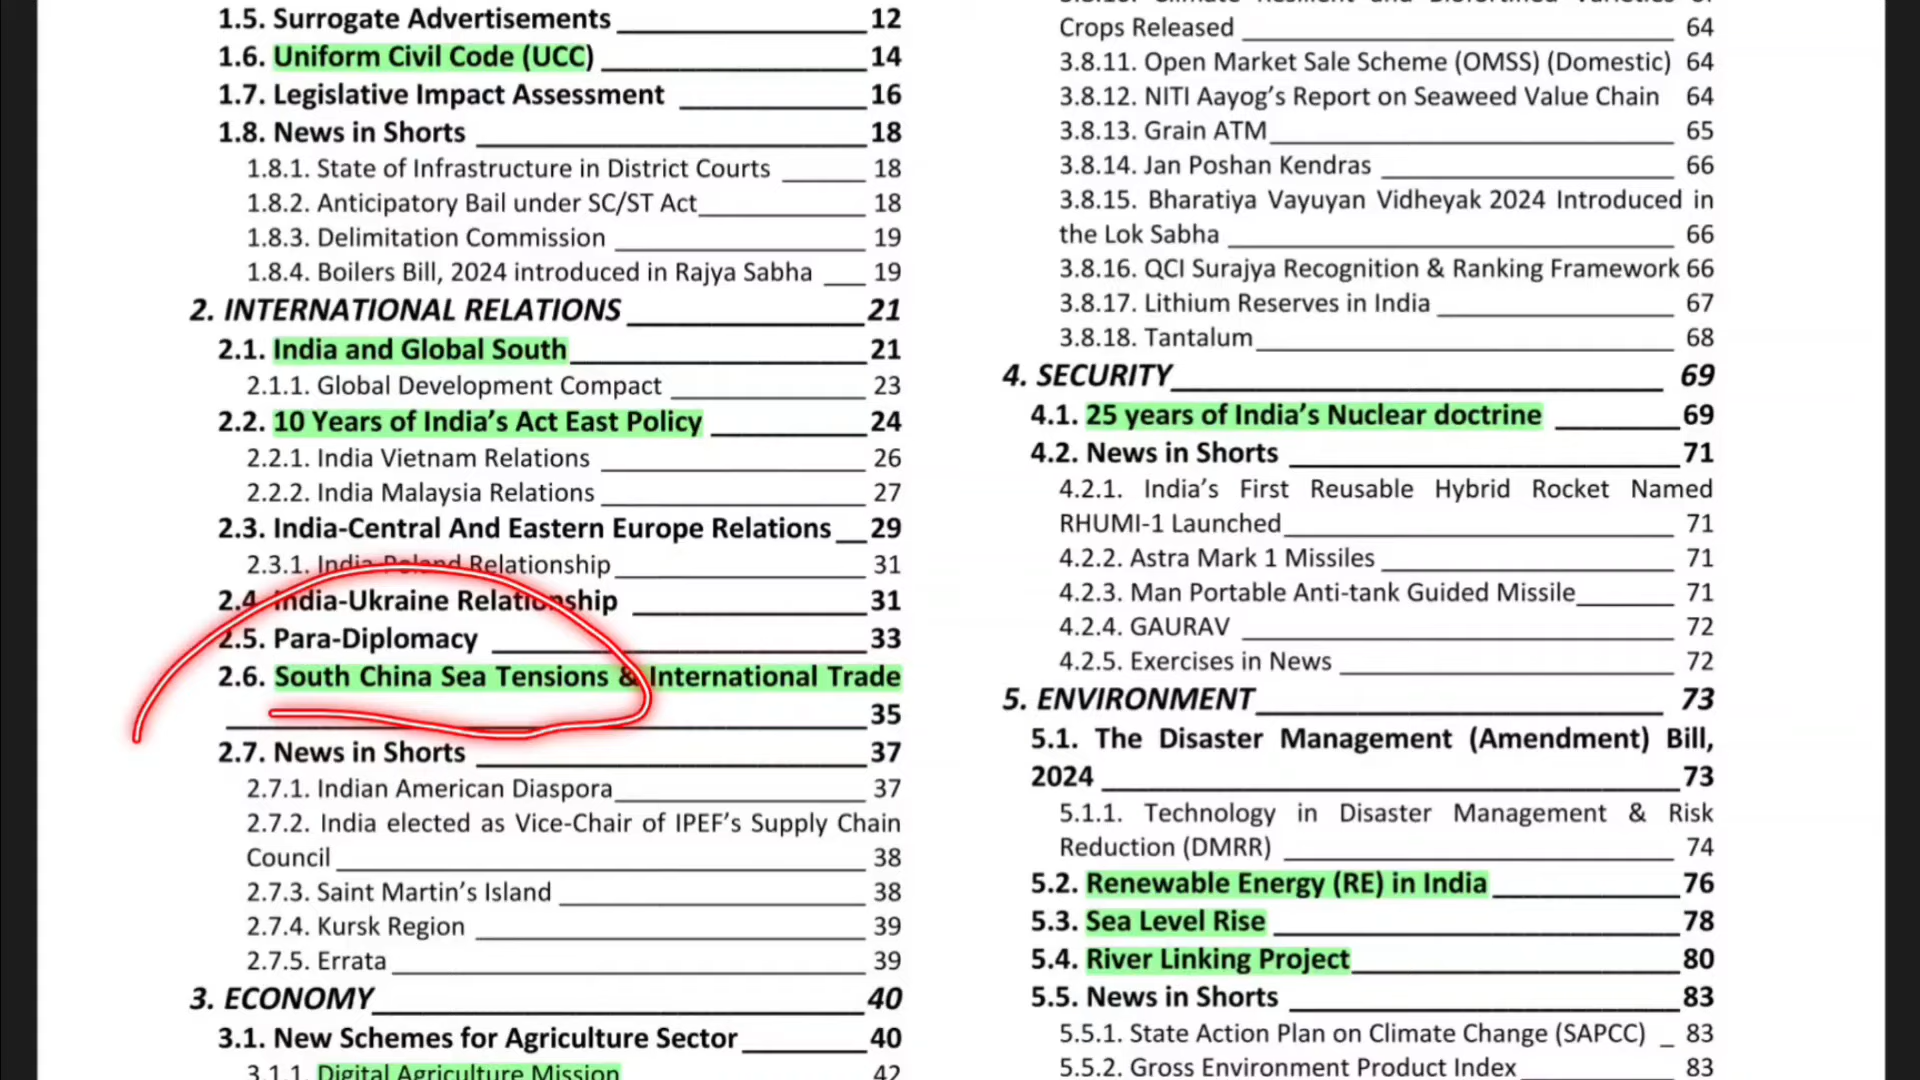 1.5. Surrogate Advertisements 12
1.6. Uniform Civil Code (UCC) 14
1.7. Legislative Impact Assessment 16
1.8. News in Shorts 18
1.8.1. State of Infrastructure in District Courts 18
1.8.2. Anticipatory Bail under SC/ST Act 18
1.8.3. Delimitation Commission 19
1.8.4. Boilers Bill, 2024 introduced in Rajya Sabha 19
2. INTERNATIONAL RELATIONS 21
2.1. India and Global South 21
2.1.1. Global Development Compact 23
2.2. 10 Years of India’s Act East Policy 24
2.2.1. India Vietnam Relations 26
2.2.2. India Malaysia Relations 27
2.3. India-Central And Eastern Europe Relations 29
2.3.1. India Poland Relationship 31
2.4. India-Ukraine Relationship 31
2.5. Para-Diplomacy 33
2.6. South China Sea Tensions & International Trade
35
2.7. News in Shorts 37
2.7.1. Indian American Diaspora 37
2.7.2. India elected as Vice-Chair of IPEF’s Supply Chain
Council 38
2.7.3. Saint Martin’s Island 38
2.7.4. Kursk Region 39
2.7.5. Errata 39
3. ECONOMY 40
3.1. New Schemes for Agriculture Sector 40
3.1.1. Digital Agriculture Mission 42
3.8.10. Climate Resilient and Biofortified Varieties of
Crops Released 64
3.8.11. Open Market Sale Scheme (OMSS) (Domestic) 64
3.8.12. NITI Aayog’s Report on Seaweed Value Chain 64
3.8.13. Grain ATM 65
3.8.14. Jan Poshan Kendras 66
3.8.15. Bharatiya Vayuyan Vidheyak 2024 Introduced in
the Lok Sabha 66
3.8.16. QCI Surajya Recognition & Ranking Framework 66
3.8.17. Lithium Reserves in India 67
3.8.18. Tantalum 68
4. SECURITY 69
4.1. 25 years of India’s Nuclear doctrine 69
4.2. News in Shorts 71
4.2.1. India’s First Reusable Hybrid Rocket Named
RHUMI-1 Launched 71
4.2.2. Astra Mark 1 Missiles 71
4.2.3. Man Portable Anti-tank Guided Missile 71
4.2.4. GAURAV 72
4.2.5. Exercises in News 72
5. ENVIRONMENT 73
5.1. The Disaster Management (Amendment) Bill,
2024 73
5.1.1. Technology in Disaster Management & Risk
Reduction (DMRR) 74
5.2. Renewable Energy (RE) in India 76
5.3. Sea Level Rise 78
5.4. River Linking Project 80
5.5. News in Shorts 83
5.5.1. State Action Plan on Climate Change (SAPCC) 83
5.5.2. Gross Environment Product Index 83